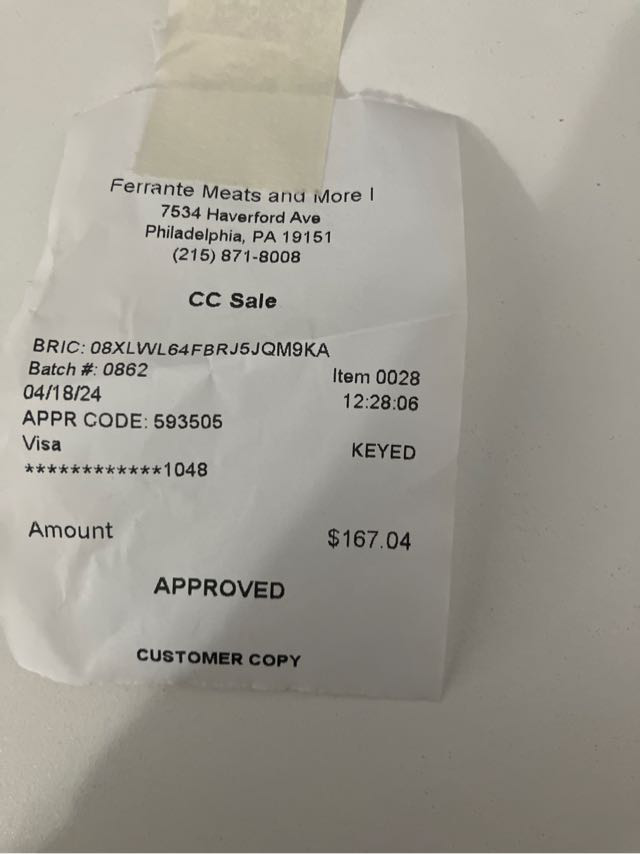 Ferrante Meats and More I
7534 Haverford Ave
Philadelphia, PA 19151
(215) 871-8008
CC Sale
BRIC: 08XLWL64FBRJ5JQM9KA
Batch #: 0862 Item 0028
04/18/24 12:28:06
APPR CODE: 593505
Visa KEYED
************1048
Amount $167.04
APPROVED
CUSTOMER COPY